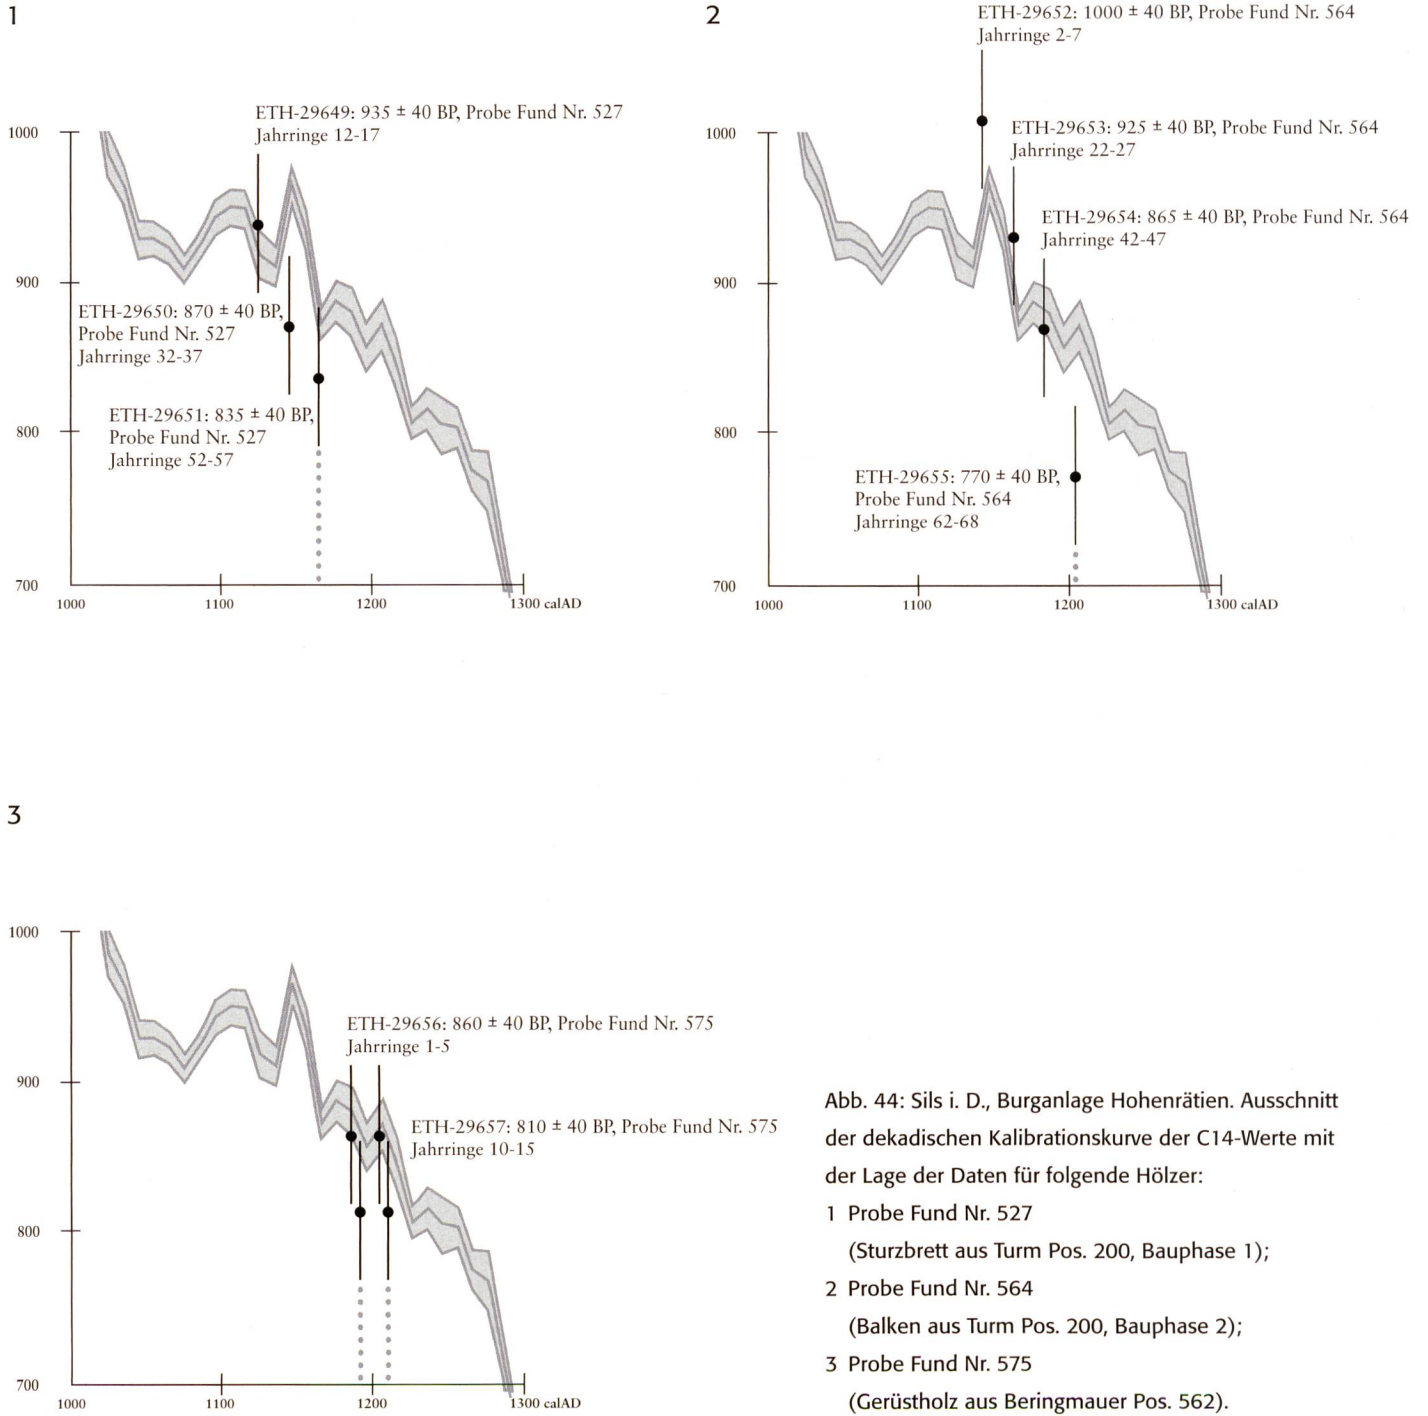 1
ETH-29649: 935 ± 40 BP, Probe Fund Nr. 527
Jahrringe 12-17
1000
900
ETH-29650: 870 ± 40 BP,
Probe Fund Nr. 527
Jahrringe 32-37
ETH-29651: 835 ± 40 BP,
Probe Fund Nr. 527
Jahrringe 52-57
800
700
1000 1100 1200 1300 calAD
2
ETH-29652: 1000 ± 40 BP, Probe Fund Nr. 564
Jahrringe 2-7
1000
ETH-29653: 925 ± 40 BP, Probe Fund Nr. 564
Jahrringe 22-27
ETH-29654: 865 ± 40 BP, Probe Fund Nr. 564
Jahrringe 42-47
900
800
ETH-29655: 770 ± 40 BP,
Probe Fund Nr. 564
Jahrringe 62-68
700
1000 1100 1200 1300 calAD
3
1000
ETH-29656: 860 ± 40 BP, Probe Fund Nr. 575
Jahrringe 1-5
900
ETH-29657: 810 ± 40 BP, Probe Fund Nr. 575
Jahrringe 10-15
800
700
1000 1100 1200 1300 calAD
Abb. 44: Sils i. D., Burganlage Hohenrätien. Ausschnitt
der dekadischen Kalibrationskurve der C14-Werte mit
der Lage der Daten für folgende Hölzer:
1 Probe Fund Nr. 527
(Sturzbrett aus Turm Pos. 200, Bauphase 1);
2 Probe Fund Nr. 564
(Balken aus Turm Pos. 200, Bauphase 2);
3 Probe Fund Nr. 575
(Gerüstholz aus Beringmauer Pos. 562).